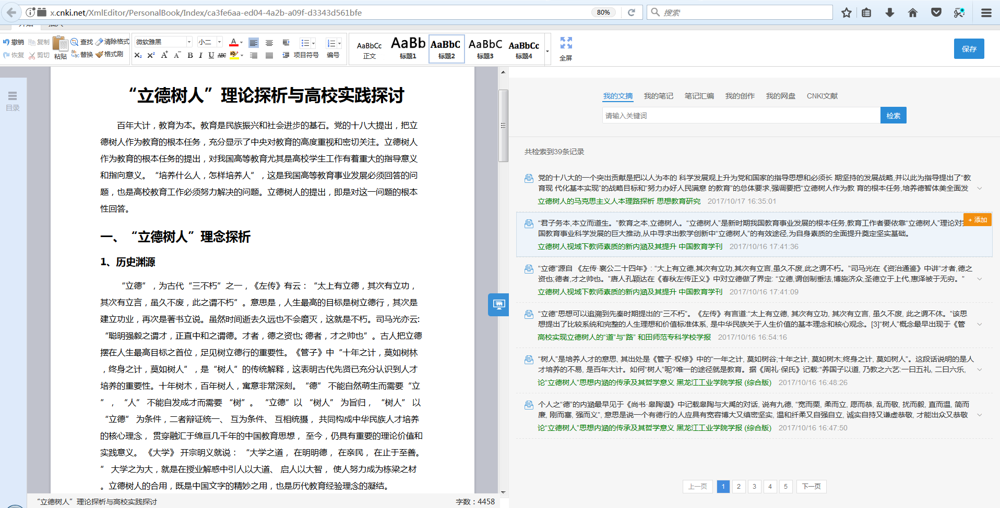 x.cnki.net/XmlEditor/PersonalBook/Index/ca3fe6aa-ed04-4a2b-a09f-d3343d561bfe
80%
搜索
撤销 复制 粘贴 查找 清除格式
恢复 剪切 替换 格式刷
微软雅黑 小二
项目符号 编号
AaBbCc 正文
AaBb 标题1
AaBbC 标题2
AaBbC 标题3
AaBbCc 标题4
全屏
保存
目录
“立德树人”理论探析与高校实践探讨
百年大计，教育为本。教育是民族振兴和社会进步的基石。党的十八大提出，把立
德树人作为教育的根本任务，充分显示了中央对教育的高度重视和密切关注。立德树人
作为教育的根本任务的提出，对我国高等教育尤其是高校学生工作有着重大的指导意义
和指向意义。“培养什么人，怎样培养人”，这是我国高等教育事业发展必须回答的问
题，也是高校教育工作必须努力解决的问题。立德树人的提出，即是对这一问题的根本
性回答。
一、“立德树人”理念探析
1、历史渊源
“立德”，为古代“三不朽”之一，《左传》有云：“太上有立德，其次有立功，
其次有立言，虽久不废，此之谓不朽”。意思是，人生最高的目标是树立德行，其次是
建立功业，再次是著书立说。虽然时间逝去久远也不会磨灭，这就是不朽。司马光亦云:
“聪明强毅之谓才，正直中和之谓德。才者，德之资也; 德者，才之帅也”。古人把立德
摆在人生最高目标之首位，足见树立德行的重要性。《管子》中“十年之计，莫如树林
，终身之计，莫如树人”，是“树人”的传统解释，这表明古代先贤已充分认识到人才
培养的重要性。十年树木，百年树人，寓意非常深刻。“德” 不能自然萌生而需要“立
”，“人” 不能自发成才而需要 “树”。“立德”以 “树人” 为旨归，“树人” 以
“立德” 为条件，二者辩证统一、 互为条件、 互相统摄， 共同构成中华民族人才培养
的核心理念， 贯穿融汇于绵亘几千年的中国教育思想， 至今，仍具有重要的理论价值和
实践意义。《大学》 开宗明义就说： “大学之道， 在明明德， 在亲民， 在止于至善。
” 大学之为大，就是在授业解惑中引人以大道、 启人以大智， 使人努力成为栋梁之材
。立德树人的合用，既是中国文字的精妙之用，也是历代教育经验理念的凝结。
“立德树人”理论探析与高校实践探讨
字数：4458
我的文摘 我的笔记 笔记汇编 我的创作 我的网盘 CNKI文献
请输入关键词
检索
共检索到39条记录
党的十八大的一个突出贡献是把以人为本的 科学发展观上升为党和国家的指导思想和必须长 期坚持的发展战略,并以此为指导提出了“教
育现 代化基本实现”的战略目标和“努力办好人民满意 的教育”的总体要求,强调要把“立德树人作为教 育的根本任务,培养德智体美全面发
立德树人的马克思主义人本理路探析 思想教育研究 2017/10/17 16:35:01
“君子务本,本立而道生。”教育之本,立德树人。“立德树人”是新时期我国教育事业发展的根本任务,教育工作者要依靠“立德树人”理论对
+ 添加
国教育事业科学发展的巨大推动,从中寻求出教学创新中“立德树人”的有效途径,为自身素质的全面提升奠定坚实基础。
立德树人视域下教师素质的新内涵及其提升 中国教育学刊 2017/10/16 17:41:36
“立德”源自 《左传·襄公二十四年》: “大上有立德,其次有立功,其次有立言,虽久不废,此之谓不朽。”司马光在《资治通鉴》中讲“才者,德之
资也;德者,才之帅也。”唐人孔颖达在《春秋左传正义》中对立德做了界定: “立德,谓创制垂法,博施济众,圣德立于上代,惠泽被于无穷。”
立德树人视域下教师素质的新内涵及其提升 中国教育学刊 2017/10/16 17:41:09
“立德”思想可以追溯到先秦时期提出的“三不朽”。《左传》有言道:“太上有立德, 其次有立功, 其次有立言, 虽久不废, 此之谓不休。”该思
想提出了比较系统和完整的人生理想和价值标准体系, 是中华民族关于人生价值的基本理念和核心观念。[3]“树人”概念最早出现于《管
高校实现立德树人的“道”与“路” 和田师范专科学校学报 2017/10/16 16:54:16
“树人”是培养人才的意思, 其出处是《管子·权修》中的“一年之计, 莫如树谷;十年之计, 莫如树木;终身之计, 莫如树人”。这段话说明的是人
才培养的不易, 是百年大计。如何“树人”呢?唯一的途径就是教育。据《周礼·保氏》记载:“养国子以道, 乃教之六艺:一曰五礼, 二曰六乐,
论“立德树人”思想内涵的传承及其哲学意义 黑龙江工业学院学报 (综合版) 2017/10/16 16:48:26
个人之“德”的内涵最早见于《尚书·皋陶谟》中记载皋陶与大禹的对话, 说有九德, “宽而栗, 柔而立, 愿而恭, 乱而敬, 扰而毅, 直而温, 简而
廉, 刚而塞, 强而义”, 意思是说一个有德行的人应具有宽容博大又缜密坚实, 温和纤柔又自强自立, 诚实自持又谦虚恭敬, 才能出众又恭敬
论“立德树人”思想内涵的传承及其哲学意义 黑龙江工业学院学报 (综合版) 2017/10/16 16:47:50
上一页 1 2 3 4 5 下一页